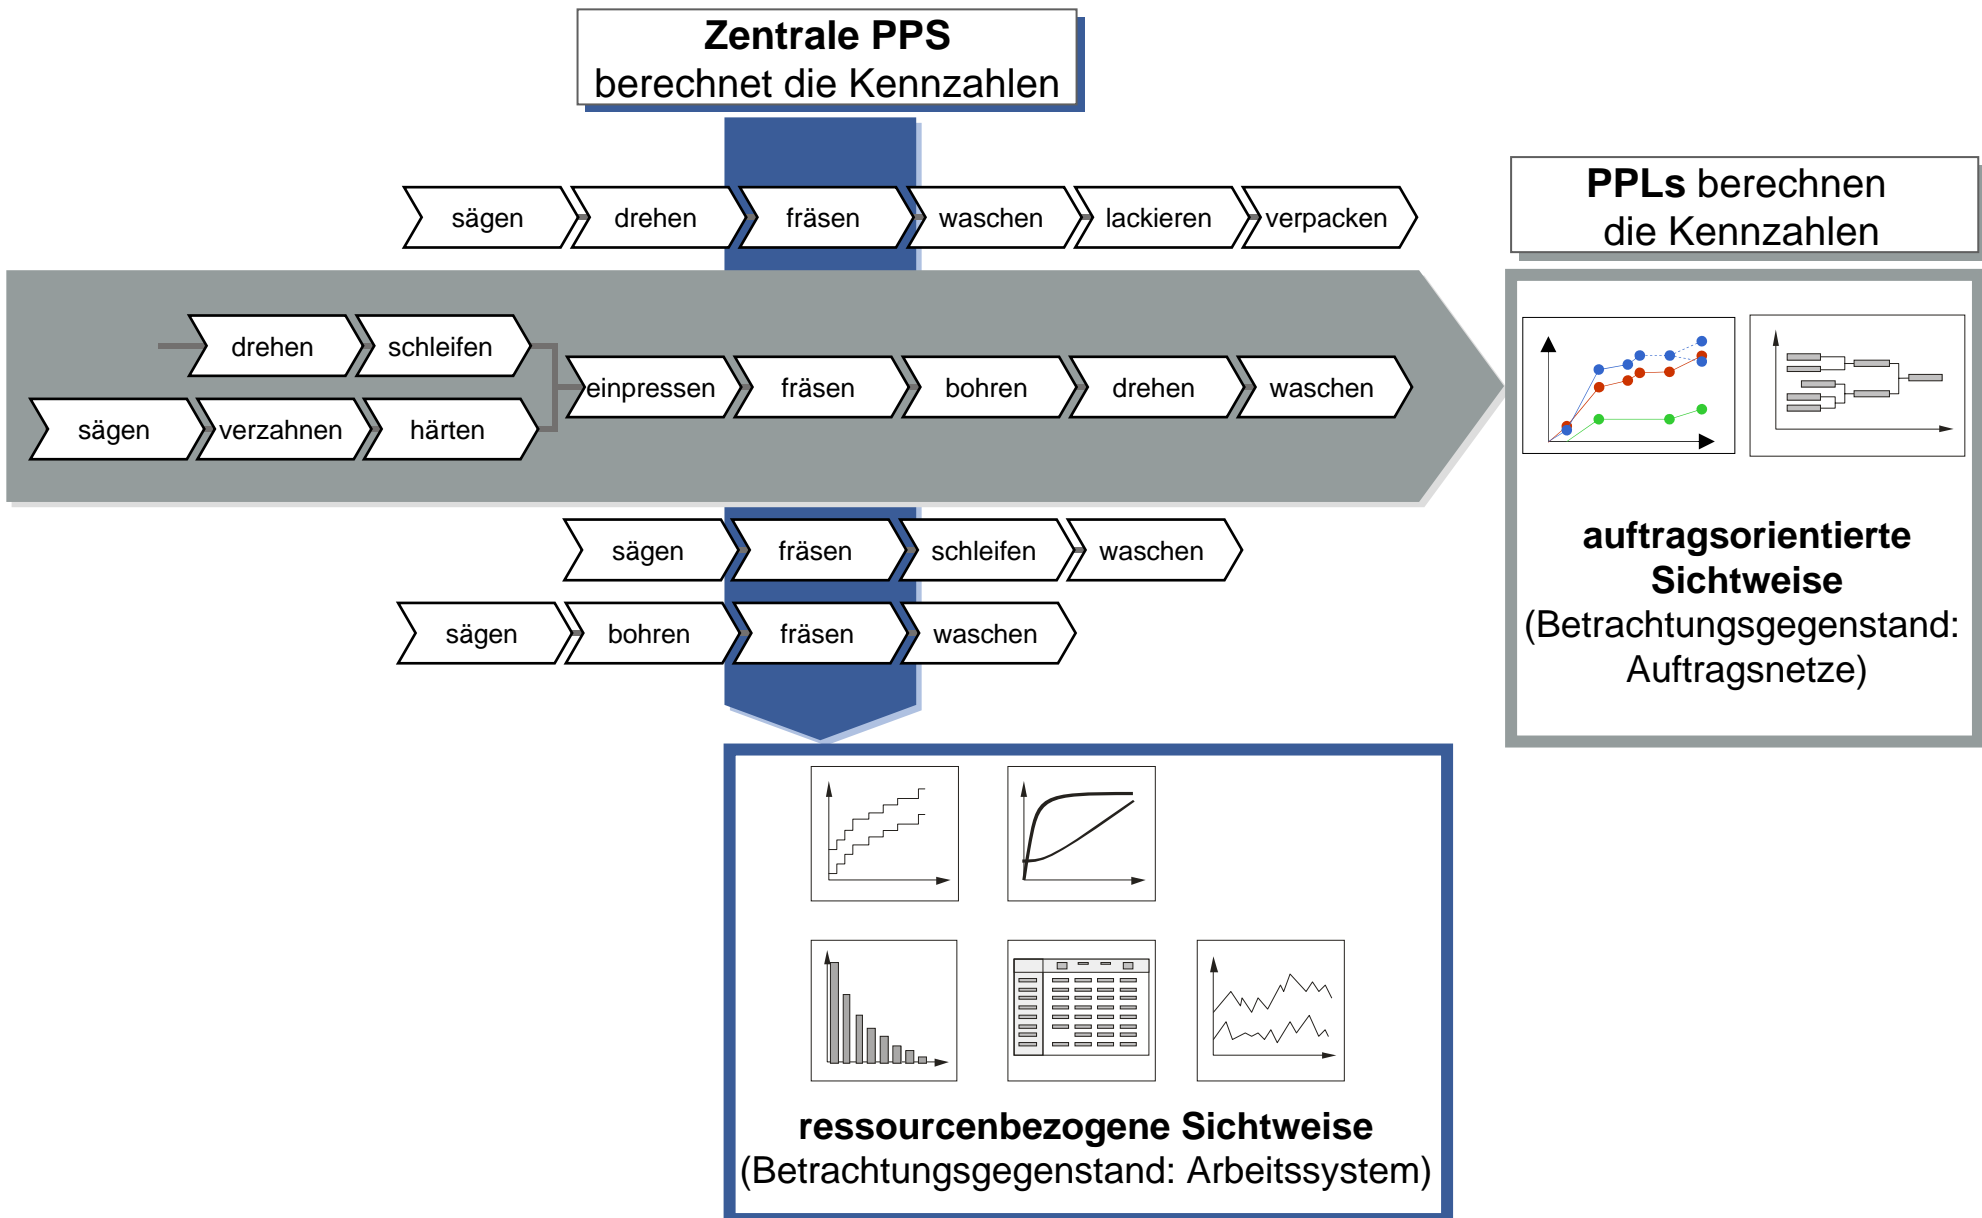 Zentrale PPS
berechnet die Kennzahlen
PPLs berechnen
die Kennzahlen
sägen drehen fräsen waschen lackieren verpacken
drehen schleifen
einpressen fräsen bohren drehen waschen
sägen verzahnen härten
sägen fräsen schleifen waschen
sägen bohren fräsen waschen
auftragsorientierte
Sichtweise
(Betrachtungsgegenstand:
Auftragsnetze)
ressourcenbezogene Sichtweise
(Betrachtungsgegenstand: Arbeitssystem)